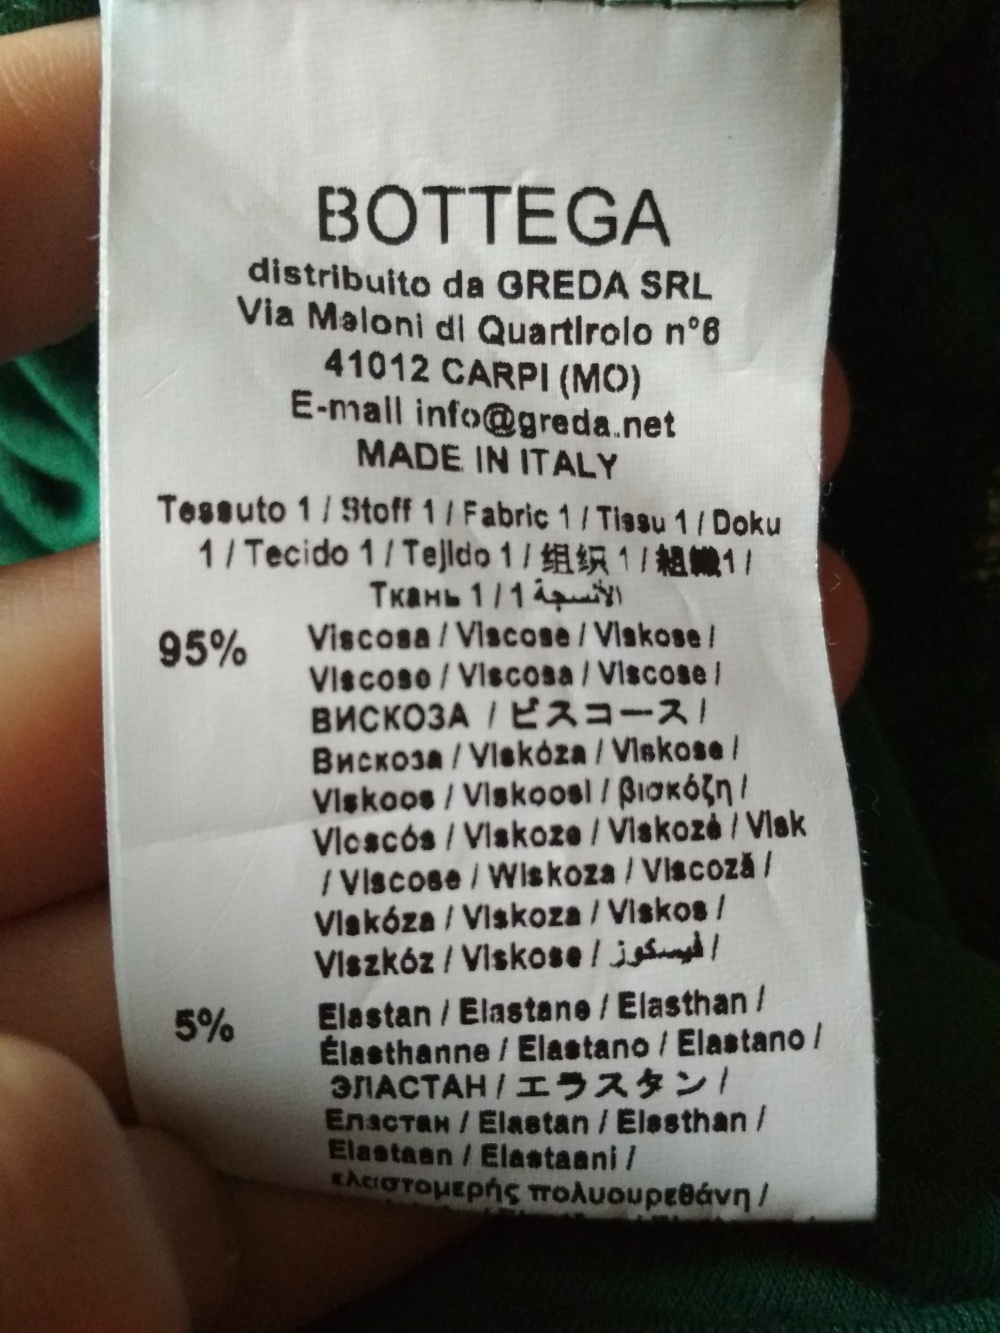 BOTTEGA
distribuito da GREDA SRL
Via Meloni di Quartirolo n°6
41012 CARPI (MO)
E-mail info@greda.net
MADE IN ITALY
Tessuto 1 / Stoff 1 / Fabric 1 / Tissu 1 / Doku
1 / Tecido 1 / Tejido 1 / 组织 1 / 組織1 /
Ткань 1 / 1 الأنسجة
95% Viscosa / Viscose / Viskose /
Viscose / Viscosa / Viscose /
ВИСКОЗА / ビスコース /
Вискоза / Viskóza / Viskose /
Viskoos / Viskoosi / βισκόζη /
Vioscós / Viskoze / Viskozė / Visk
/ Viscose / Wiskoza / Viscoză /
Viskóza / Viskoza / Viskos /
Viszkóz / Viskose / فيسكوز /
5% Elastan / Elastane / Elasthan /
Élasthanne / Elastano / Elastano /
ЭЛАСТАН / エラスタン /
Еластан / Elastan / Elasthan /
Elastaan / Elastaani /
ελαστομερής πολυουρεθάνη /